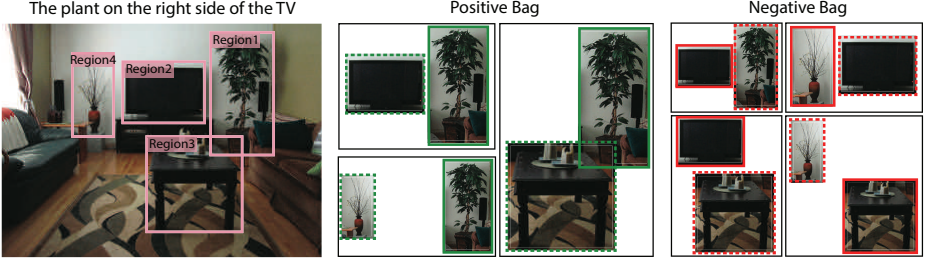 The plant on the right side of the TV
Positive Bag
Negative Bag
Region1
Region4
Region2
Region3